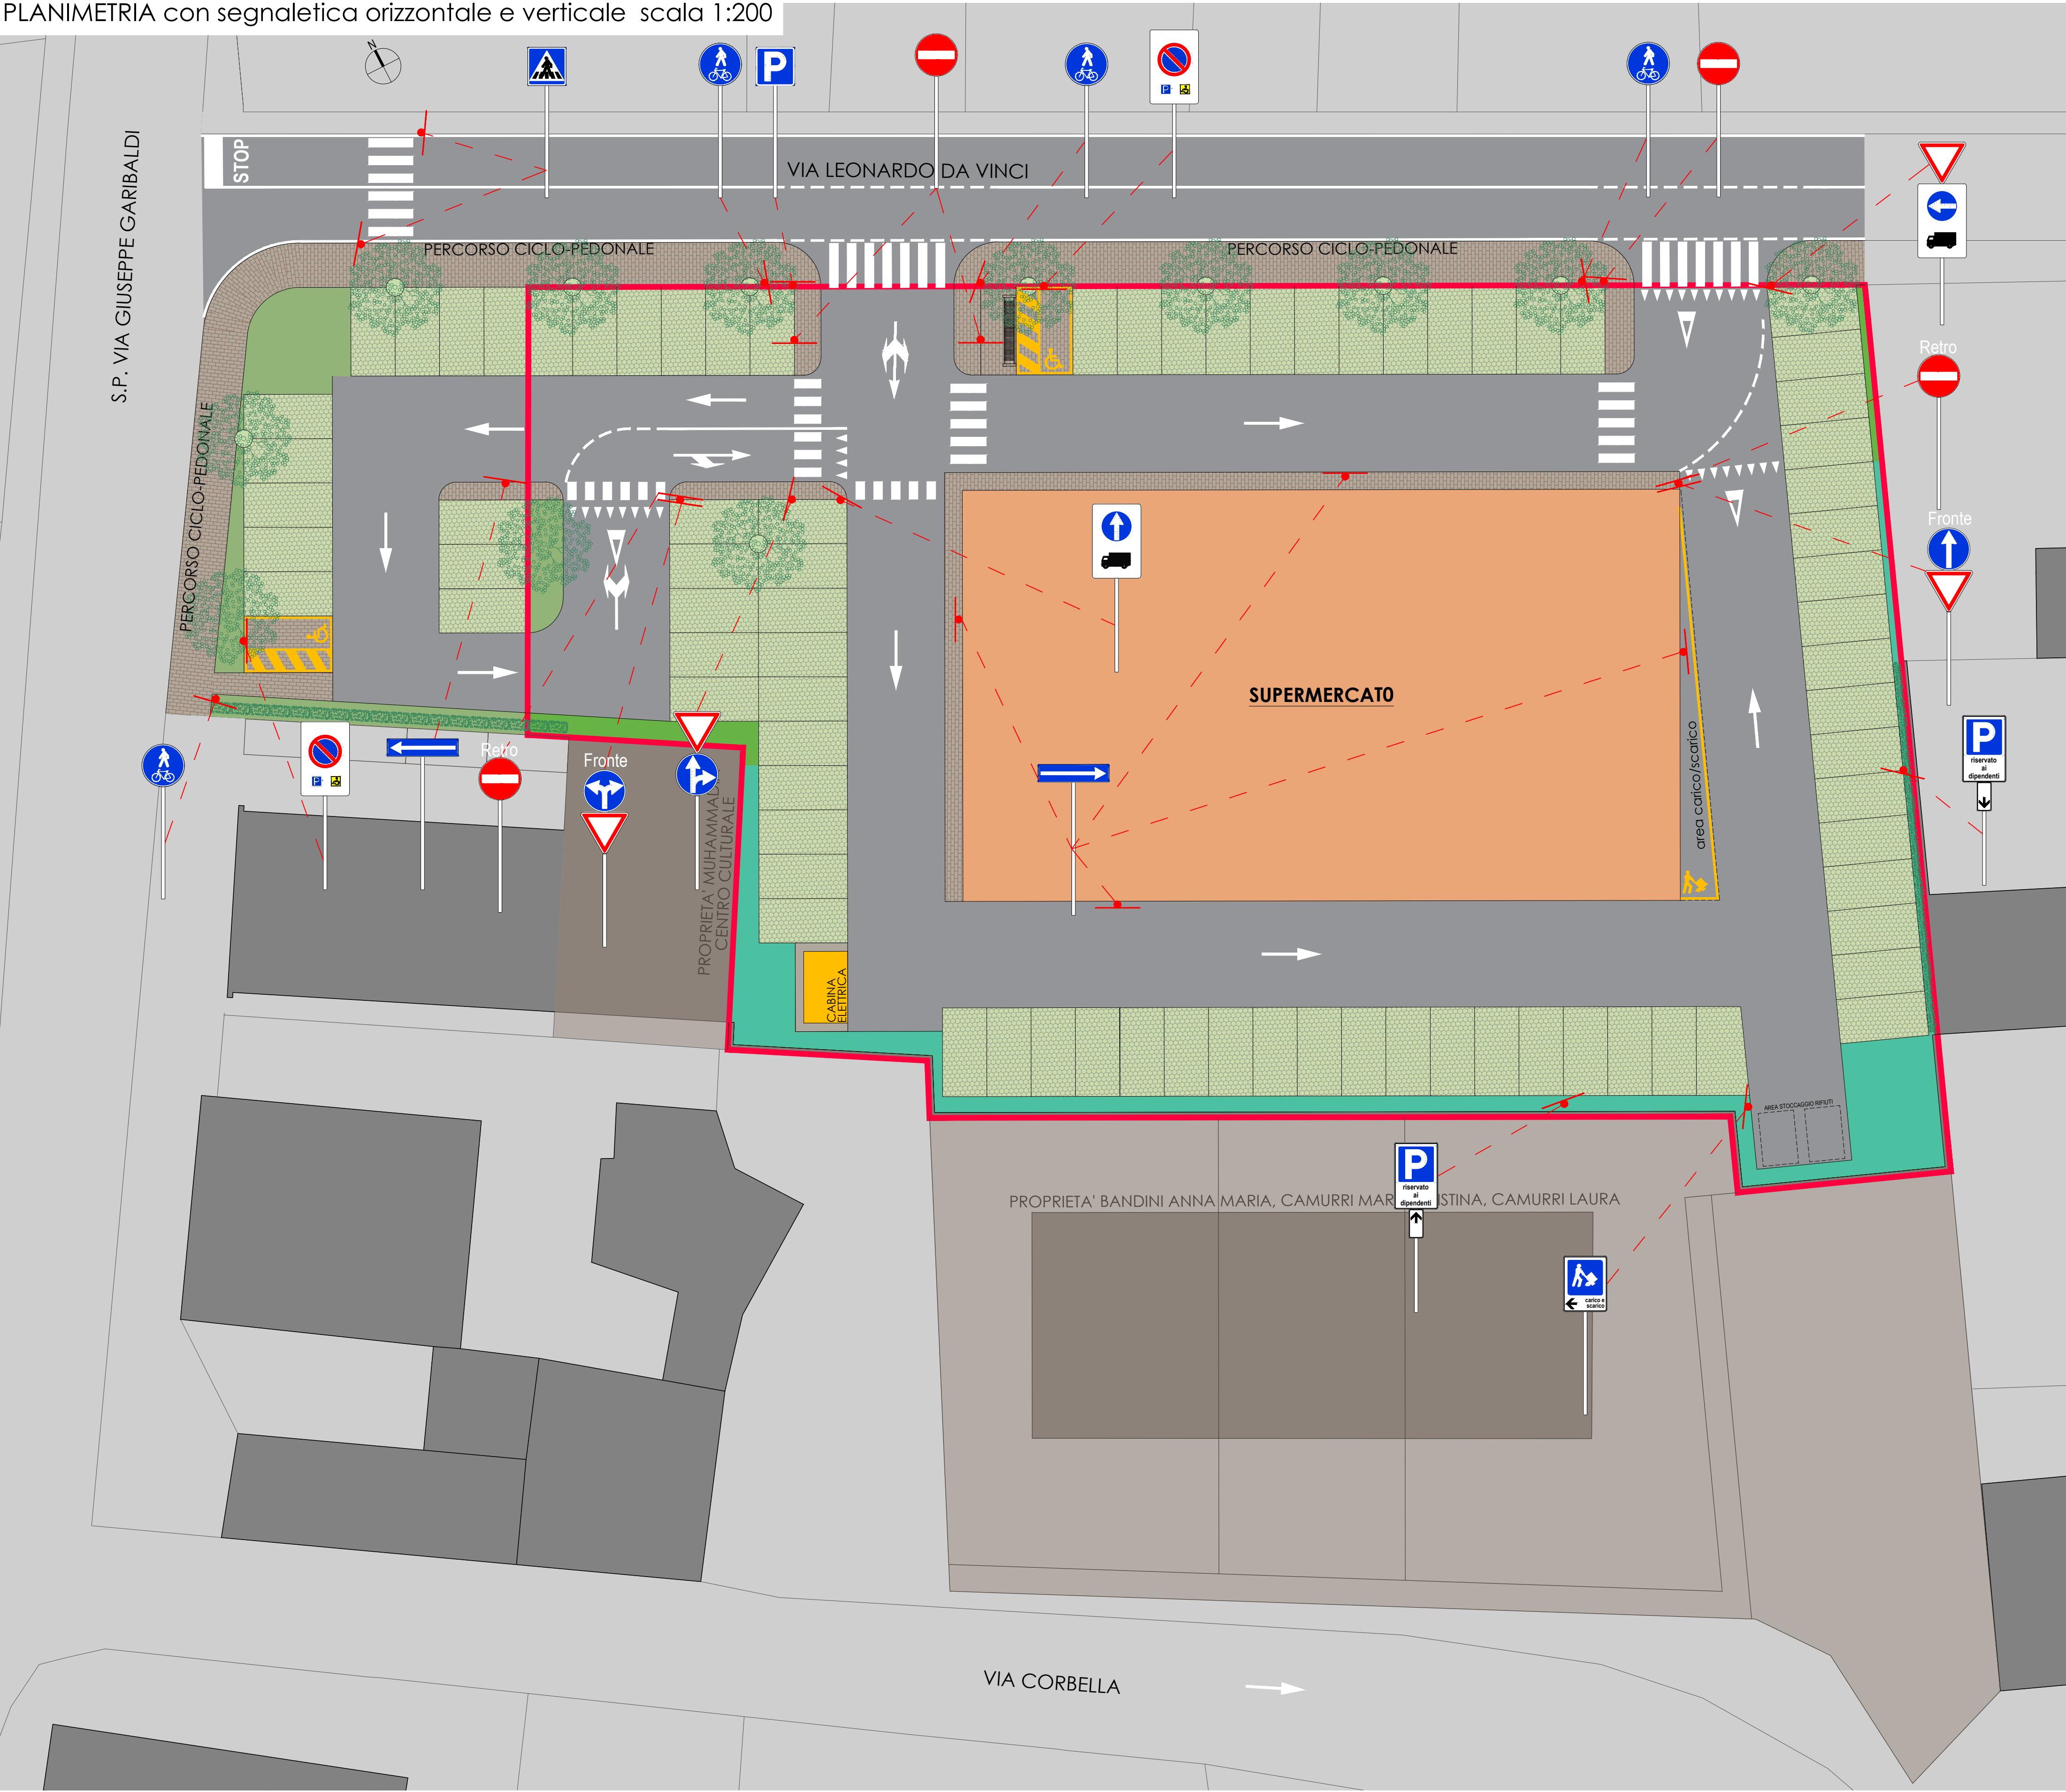 PLANIMETRIA con segnaletica orizzontale e verticale scala 1:200
N
P
P
STOP
VIA LEONARDO DA VINCI
S.P. VIA GIUSEPPE GARIBALDI
PERCORSO CICLO-PEDONALE
PERCORSO CICLO-PEDONALE
PERCORSO CICLO-PEDONALE
Retro
Fronte
SUPERMERCATO
area carico/scarico
P
riservato
ai
dipendenti
P
Retro
Fronte
PROPRIETA' MUHAMMAD
CENTRO CULTURALE
CABINA
ELETTRICA
AREA STOCCAGGIO RIFIUTI
P
riservato
ai
dipendenti
PROPRIETA' BANDINI ANNA MARIA, CAMURRI MAR ISTINA, CAMURRI LAURA
carico e
scarico
VIA CORBELLA